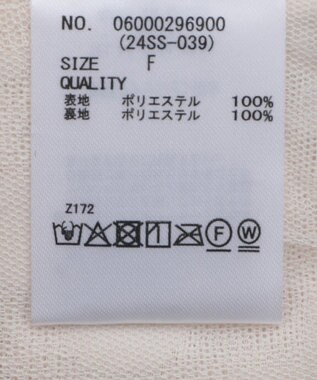 NO. 06000296900
(24SS-039)
SIZE F
QUALITY
表地 ポリエステル 100%
裏地 ポリエステル 100%
Z172
F W